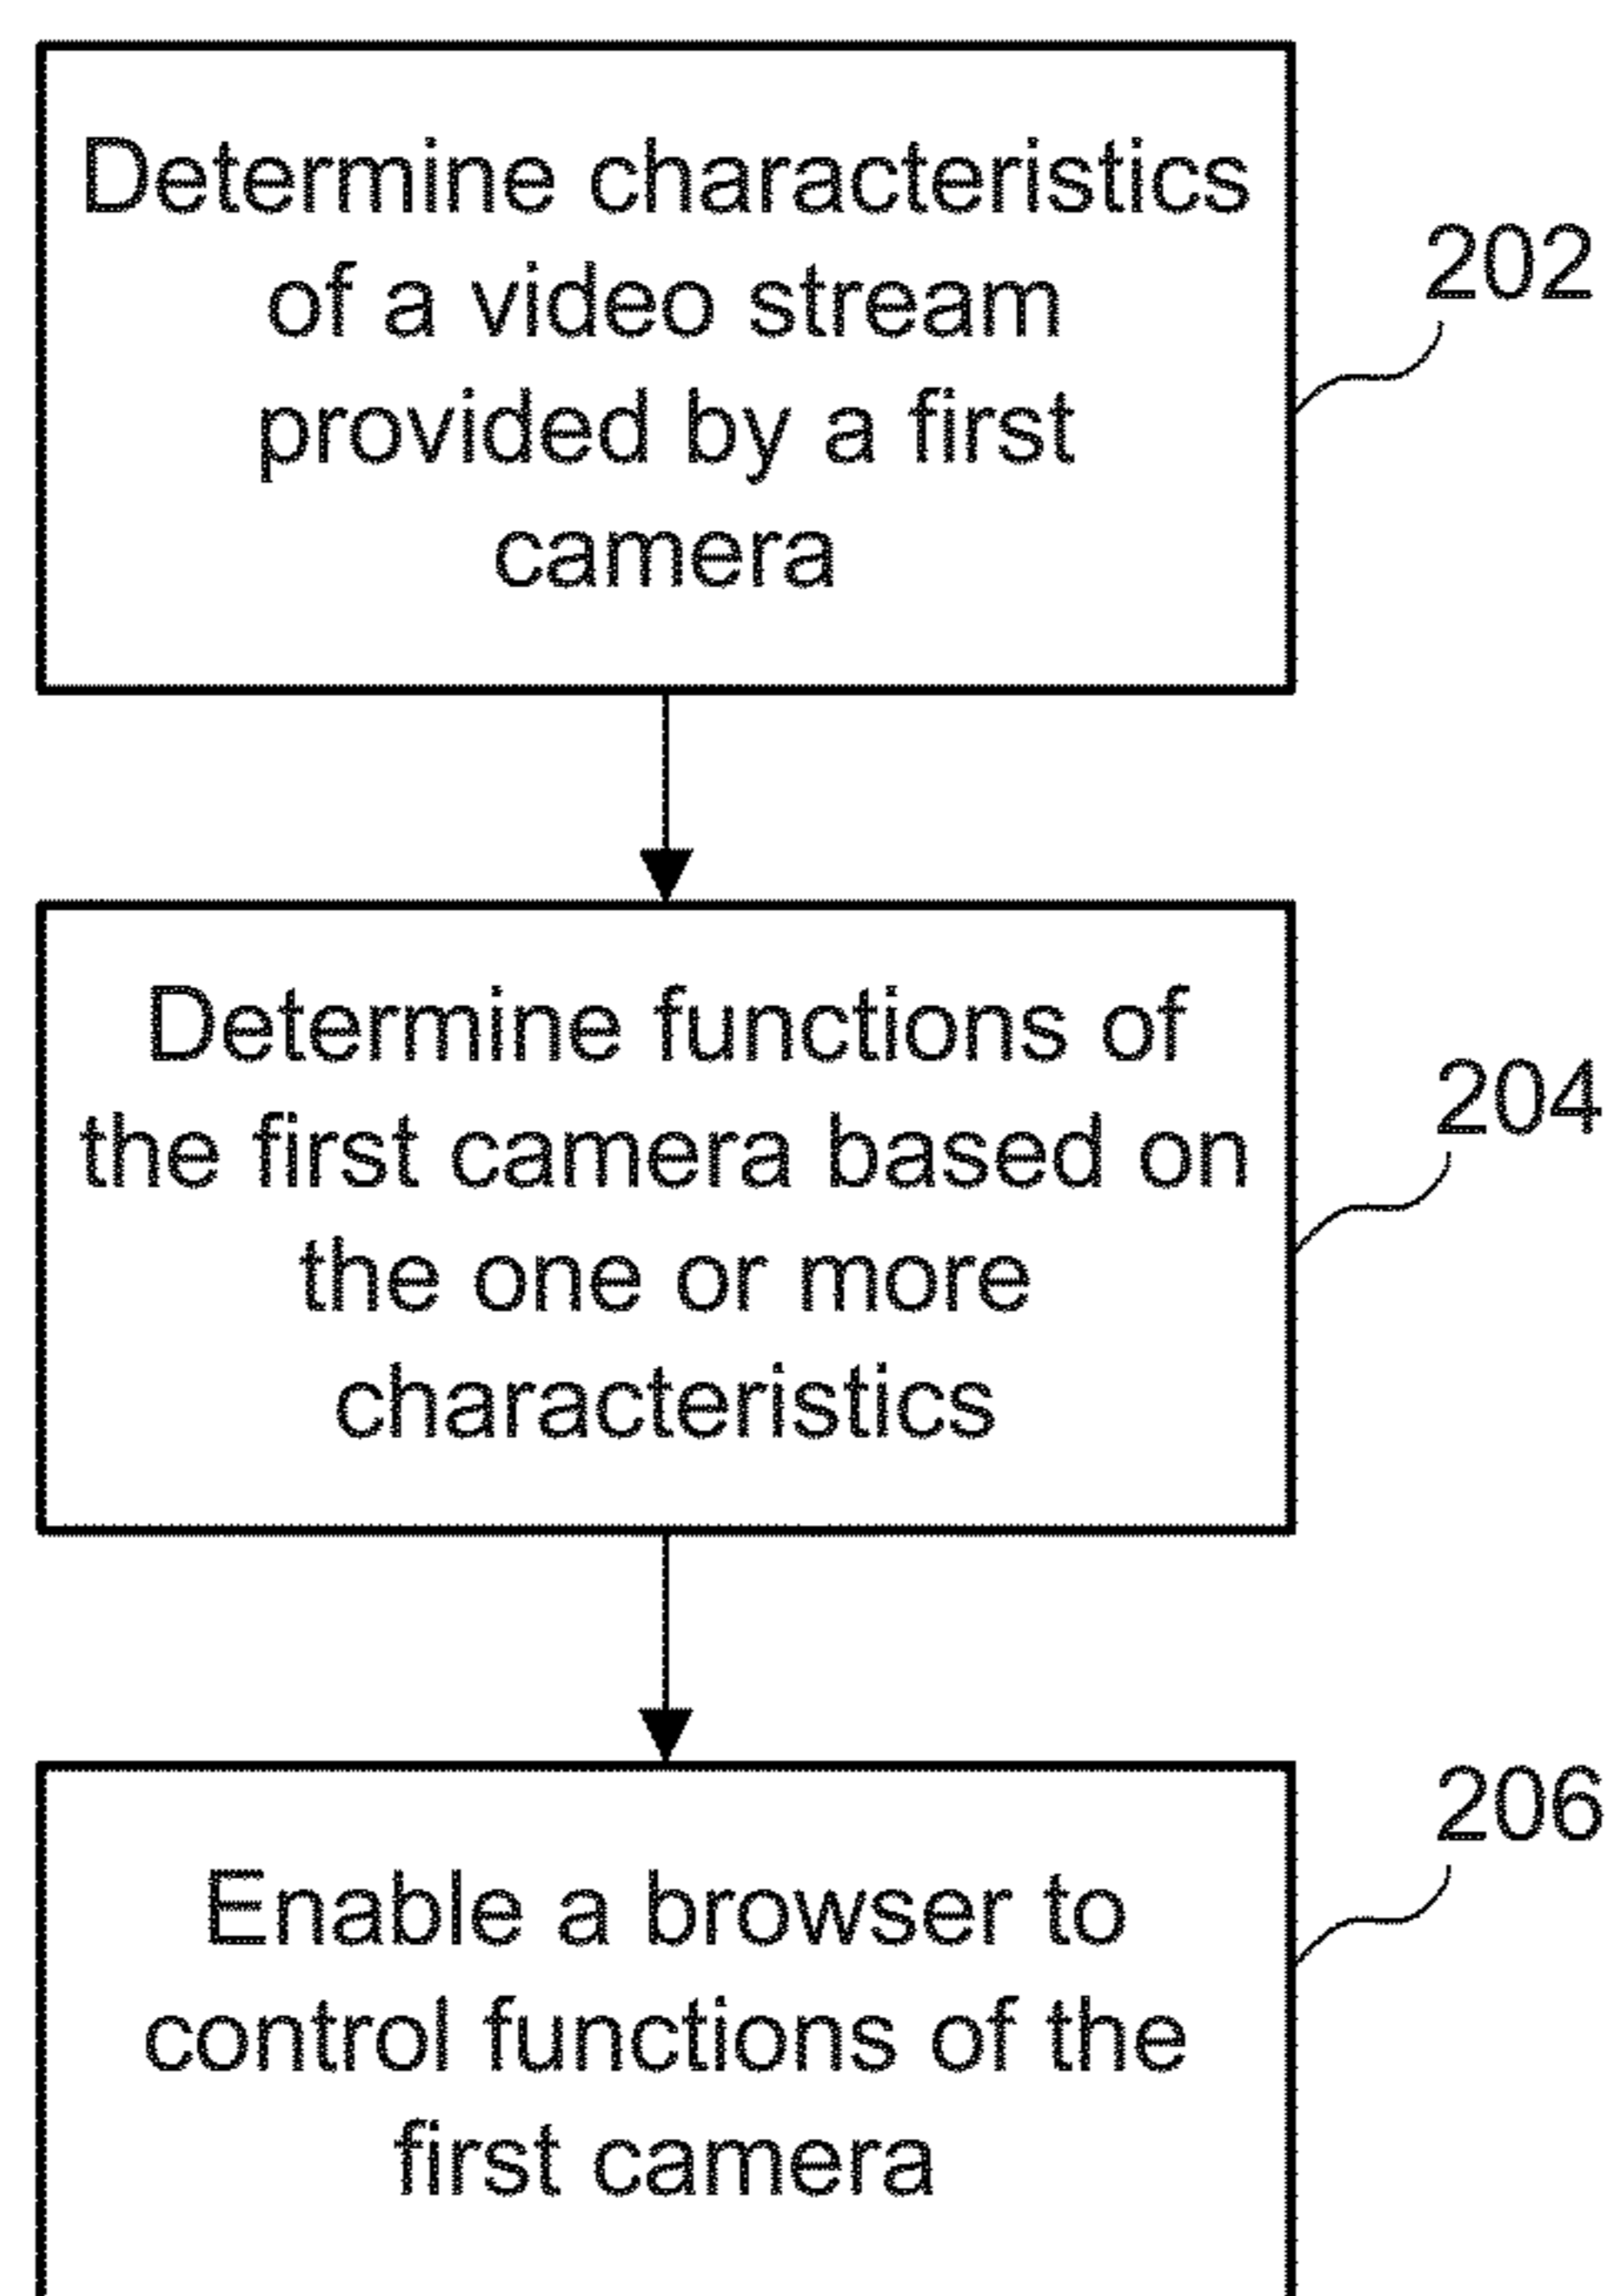 Determine characteristics
of a video stream
provided by a first
camera
202
Determine functions of
the first camera based on
the one or more
characteristics
204
Enable a browser to
control functions of the
first camera
206